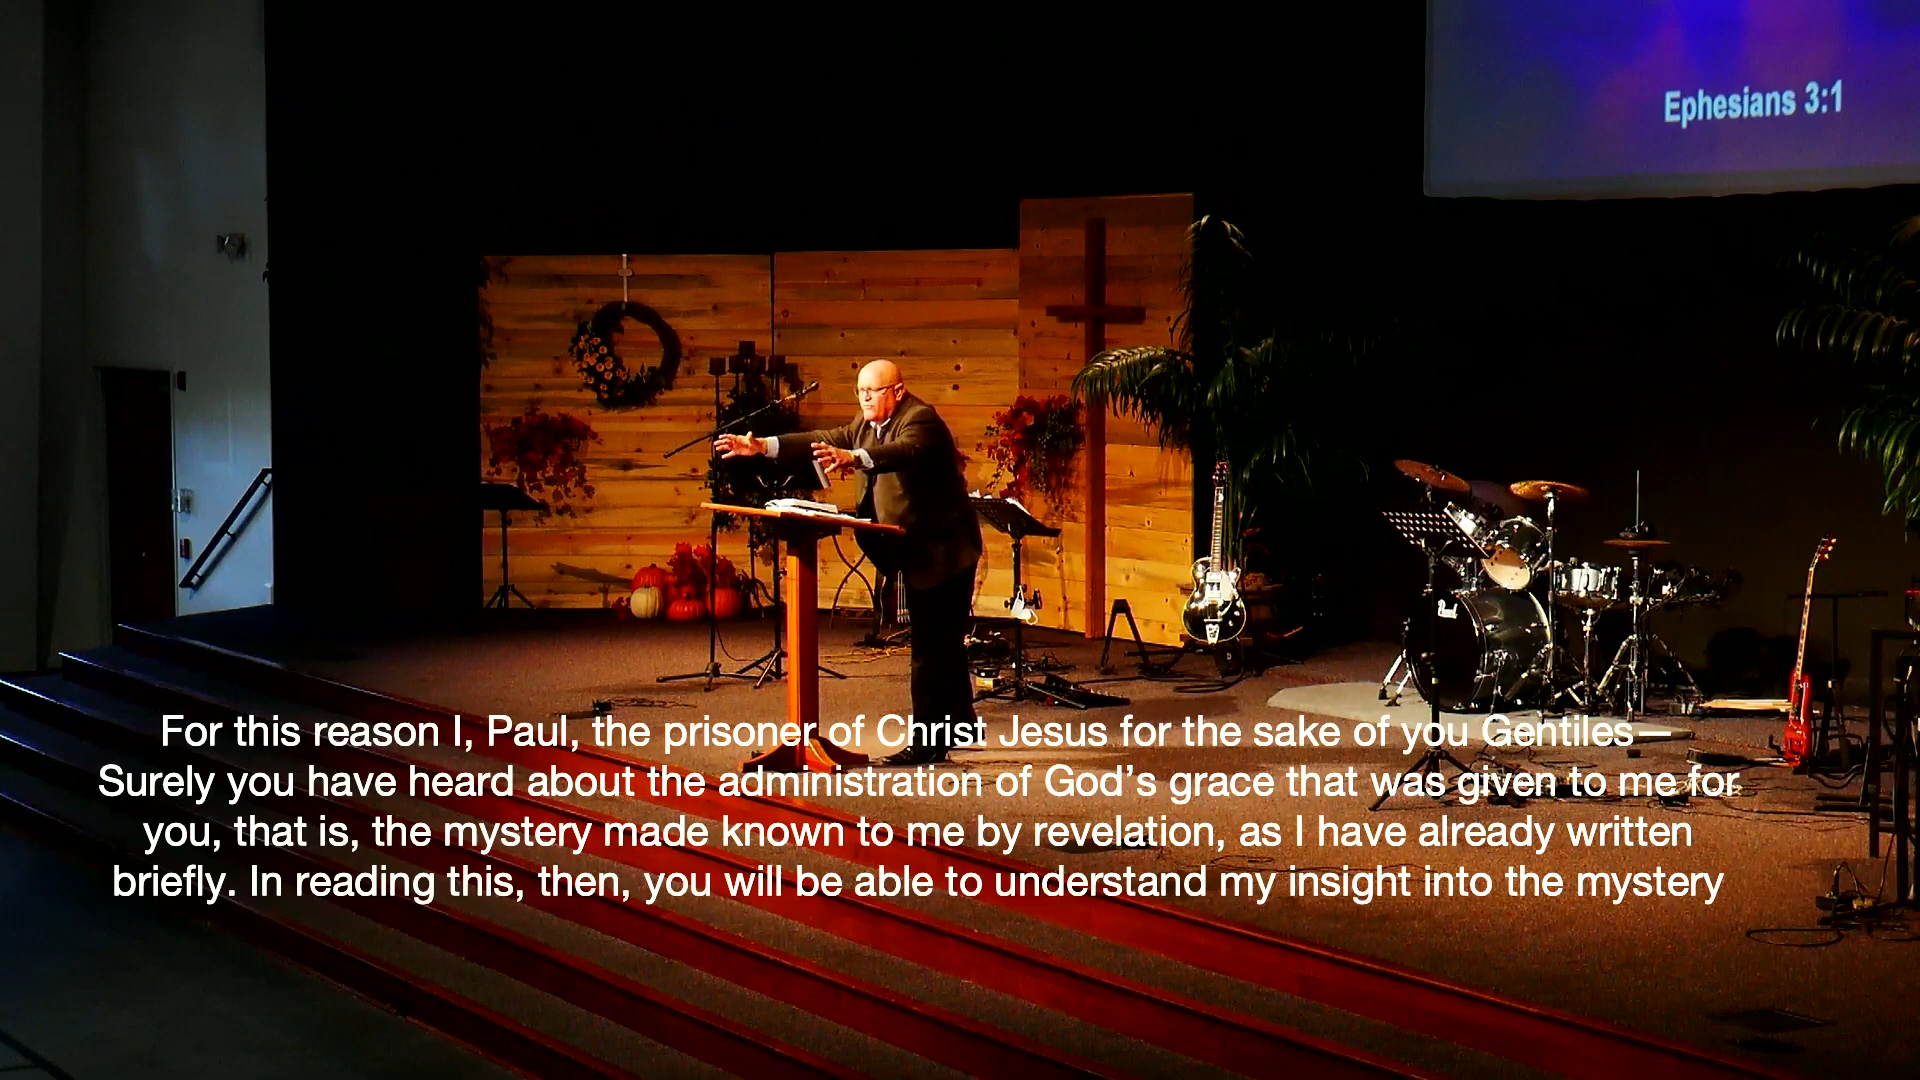 Ephesians 3:1
Pearl
For this reason I, Paul, the prisoner of Christ Jesus for the sake of you Gentiles—
Surely you have heard about the administration of God’s grace that was given to me for
you, that is, the mystery made known to me by revelation, as I have already written
briefly. In reading this, then, you will be able to understand my insight into the mystery